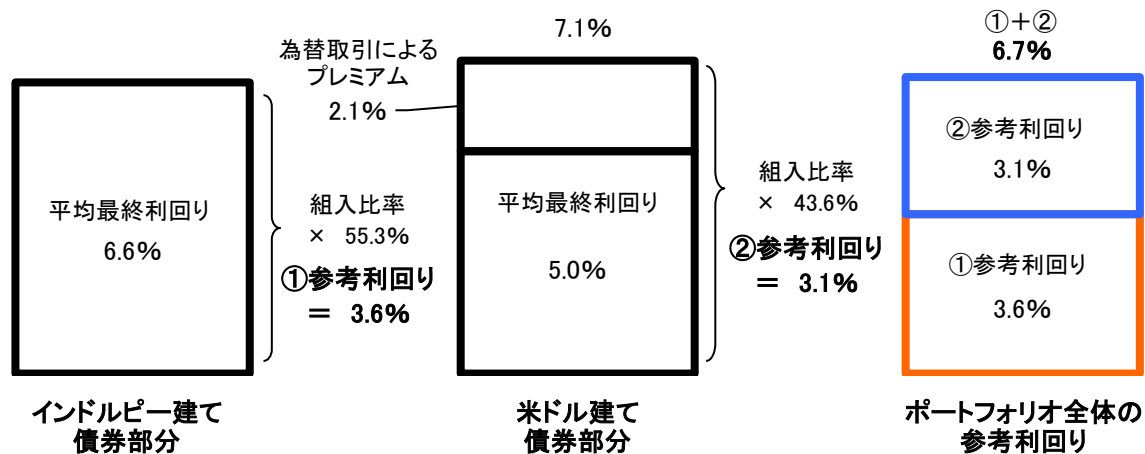 平均最終利回り
6.6%
組入比率
× 55.3%
①参考利回り
＝ 3.6%
インドルピー建て
債券部分
7.1%
為替取引による
プレミアム
2.1%
平均最終利回り
5.0%
組入比率
× 43.6%
②参考利回り
＝ 3.1%
米ドル建て
債券部分
①＋②
6.7%
②参考利回り
3.1%
①参考利回り
3.6%
ポートフォリオ全体の
参考利回り